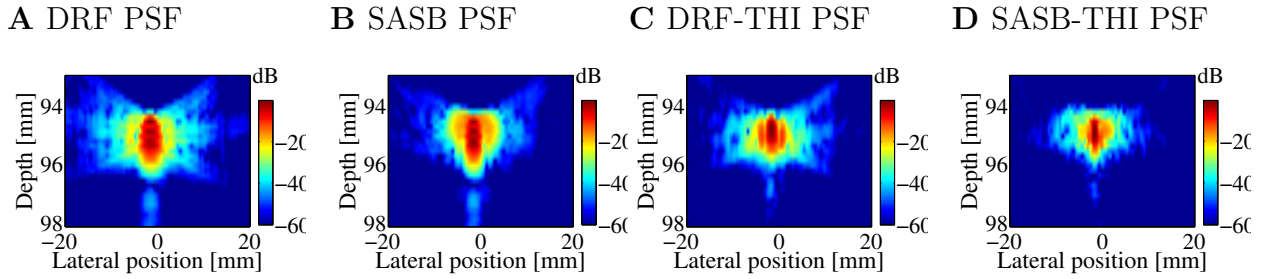 A DRF PSF
B SASB PSF
C DRF-THI PSF
D SASB-THI PSF
dB
94
96
98
Depth [mm]
−20
−40
−60
−20 0 20
Lateral position [mm]
dB
94
96
98
Depth [mm]
−20
−40
−60
−20 0 20
Lateral position [mm]
dB
94
96
98
Depth [mm]
−20
−40
−60
−20 0 20
Lateral position [mm]
dB
94
96
98
Depth [mm]
−20
−40
−60
−20 0 20
Lateral position [mm]